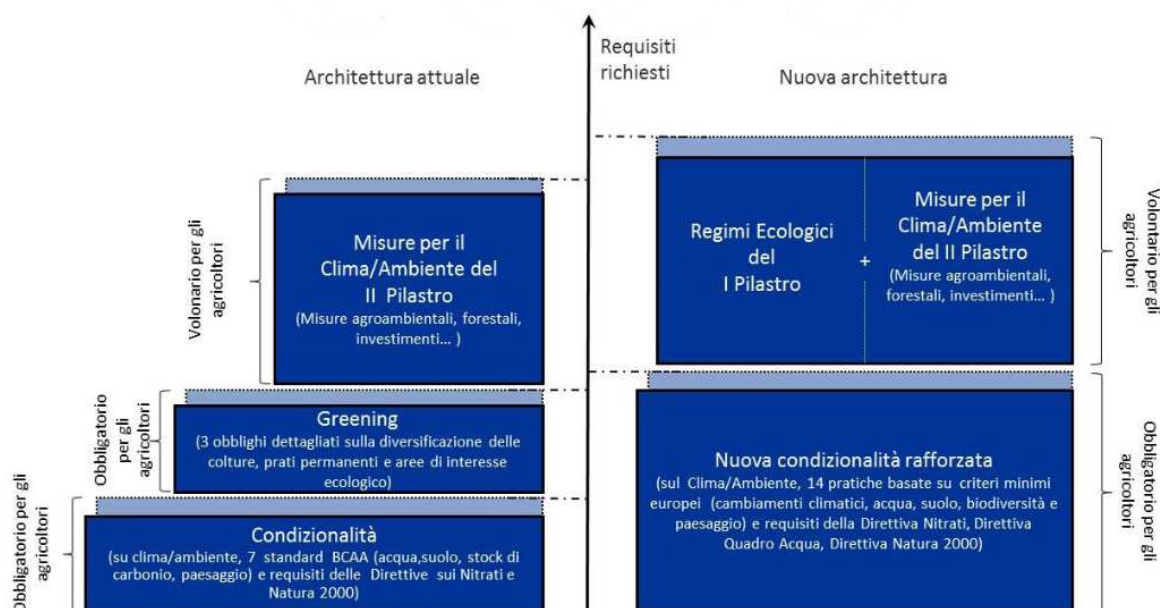 Requisiti
richiesti
Architettura attuale
Nuova architettura
Volonario per gli
agricoltori
Misure per il
Clima/Ambiente del
II Pilastro
(Misure agroambientali, forestali,
investimenti... )
Obbligatorio
per gli
agricoltori
Greening
(3 obblighi dettagliati sulla diversificazione delle
colture, prati permanenti e aree di interesse
ecologico)
Obbligatorio per gli
agricoltori
Condizionalità
(su clima/ambiente, 7 standard BCAA (acqua,suolo, stock di
carbonio, paesaggio) e requisiti delle Direttive sui Nitrati e
Natura 2000)
Regimi Ecologici
del
I Pilastro
+
Misure per il
Clima/Ambiente
del II Pilastro
(Misure agroambientali,
forestali, investimenti... )
Volontario per gli
agricoltori
Nuova condizionalità rafforzata
(sul Clima/Ambiente, 14 pratiche basate su criteri minimi
europei (cambiamenti climatici, acqua, suolo, biodiversità e
paesaggio) e requisiti della Direttiva Nitrati, Direttiva
Quadro Acqua, Direttiva Natura 2000)
Obbligatorio per gli
agricoltori